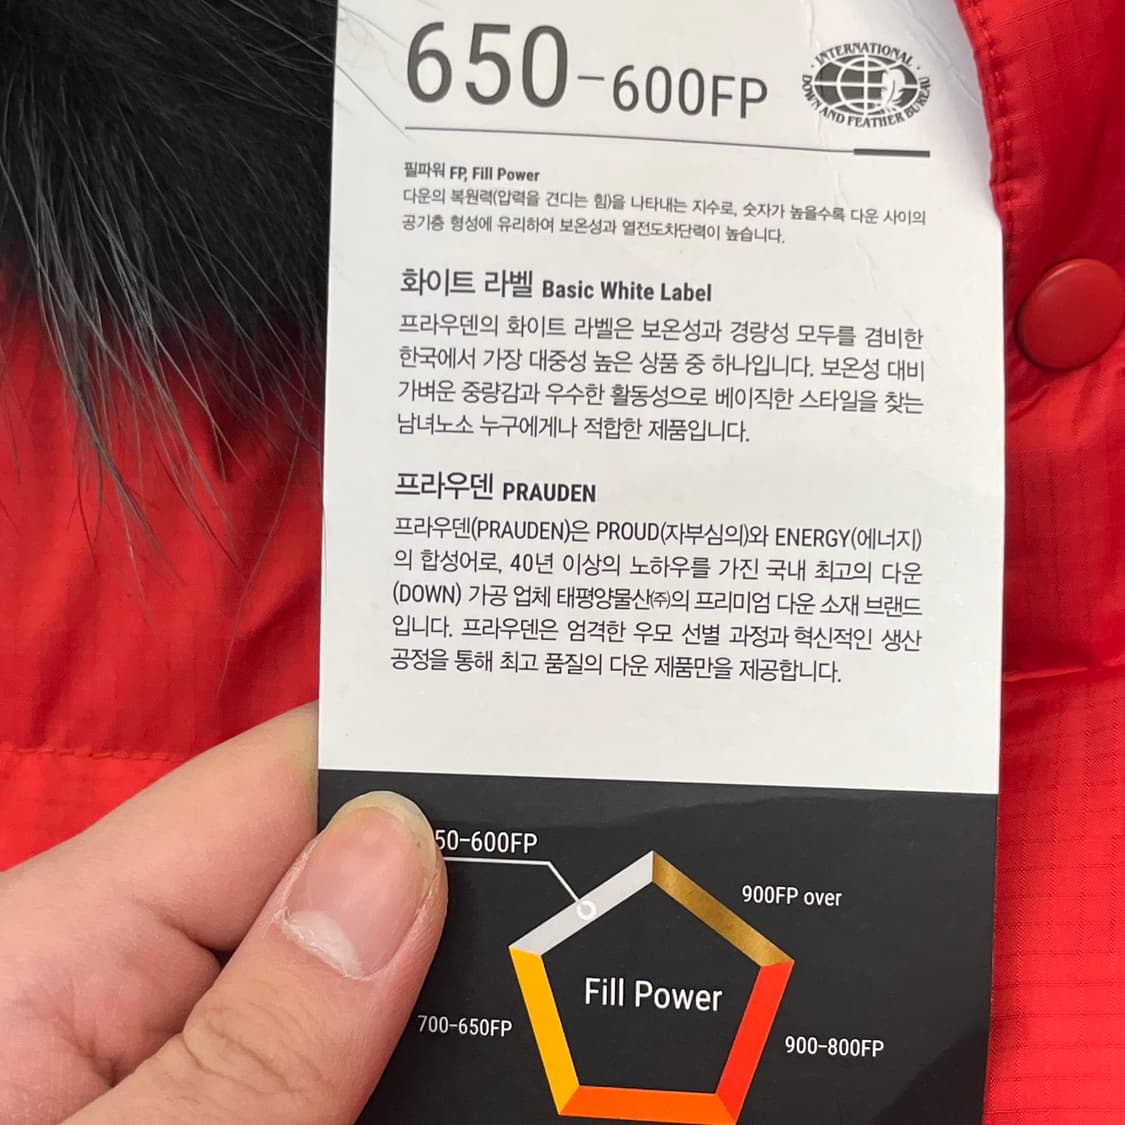 650-600FP
INTERNATIONAL DOWN AND FEATHER BUREAU
필파워 FP, Fill Power
다운의 복원력(압력을 견디는 힘)을 나타내는 지수로, 숫자가 높을수록 다운 사이의
공기층 형성에 유리하여 보온성과 열전도차단력이 높습니다.
화이트 라벨 Basic White Label
프라우덴의 화이트 라벨은 보온성과 경량성 모두를 겸비한
한국에서 가장 대중성 높은 상품 중 하나입니다. 보온성 대비
가벼운 중량감과 우수한 활동성으로 베이직한 스타일을 찾는
남녀노소 누구에게나 적합한 제품입니다.
프라우덴 PRAUDEN
프라우덴(PRAUDEN)은 PROUD(자부심의)와 ENERGY(에너지)
의 합성어로, 40년 이상의 노하우를 가진 국내 최고의 다운
(DOWN) 가공 업체 태평양물산㈜의 프리미엄 다운 소재 브랜드
입니다. 프라우덴은 엄격한 우모 선별 과정과 혁신적인 생산
공정을 통해 최고 품질의 다운 제품만을 제공합니다.
50-600FP
900FP over
Fill Power
700-650FP
900-800FP